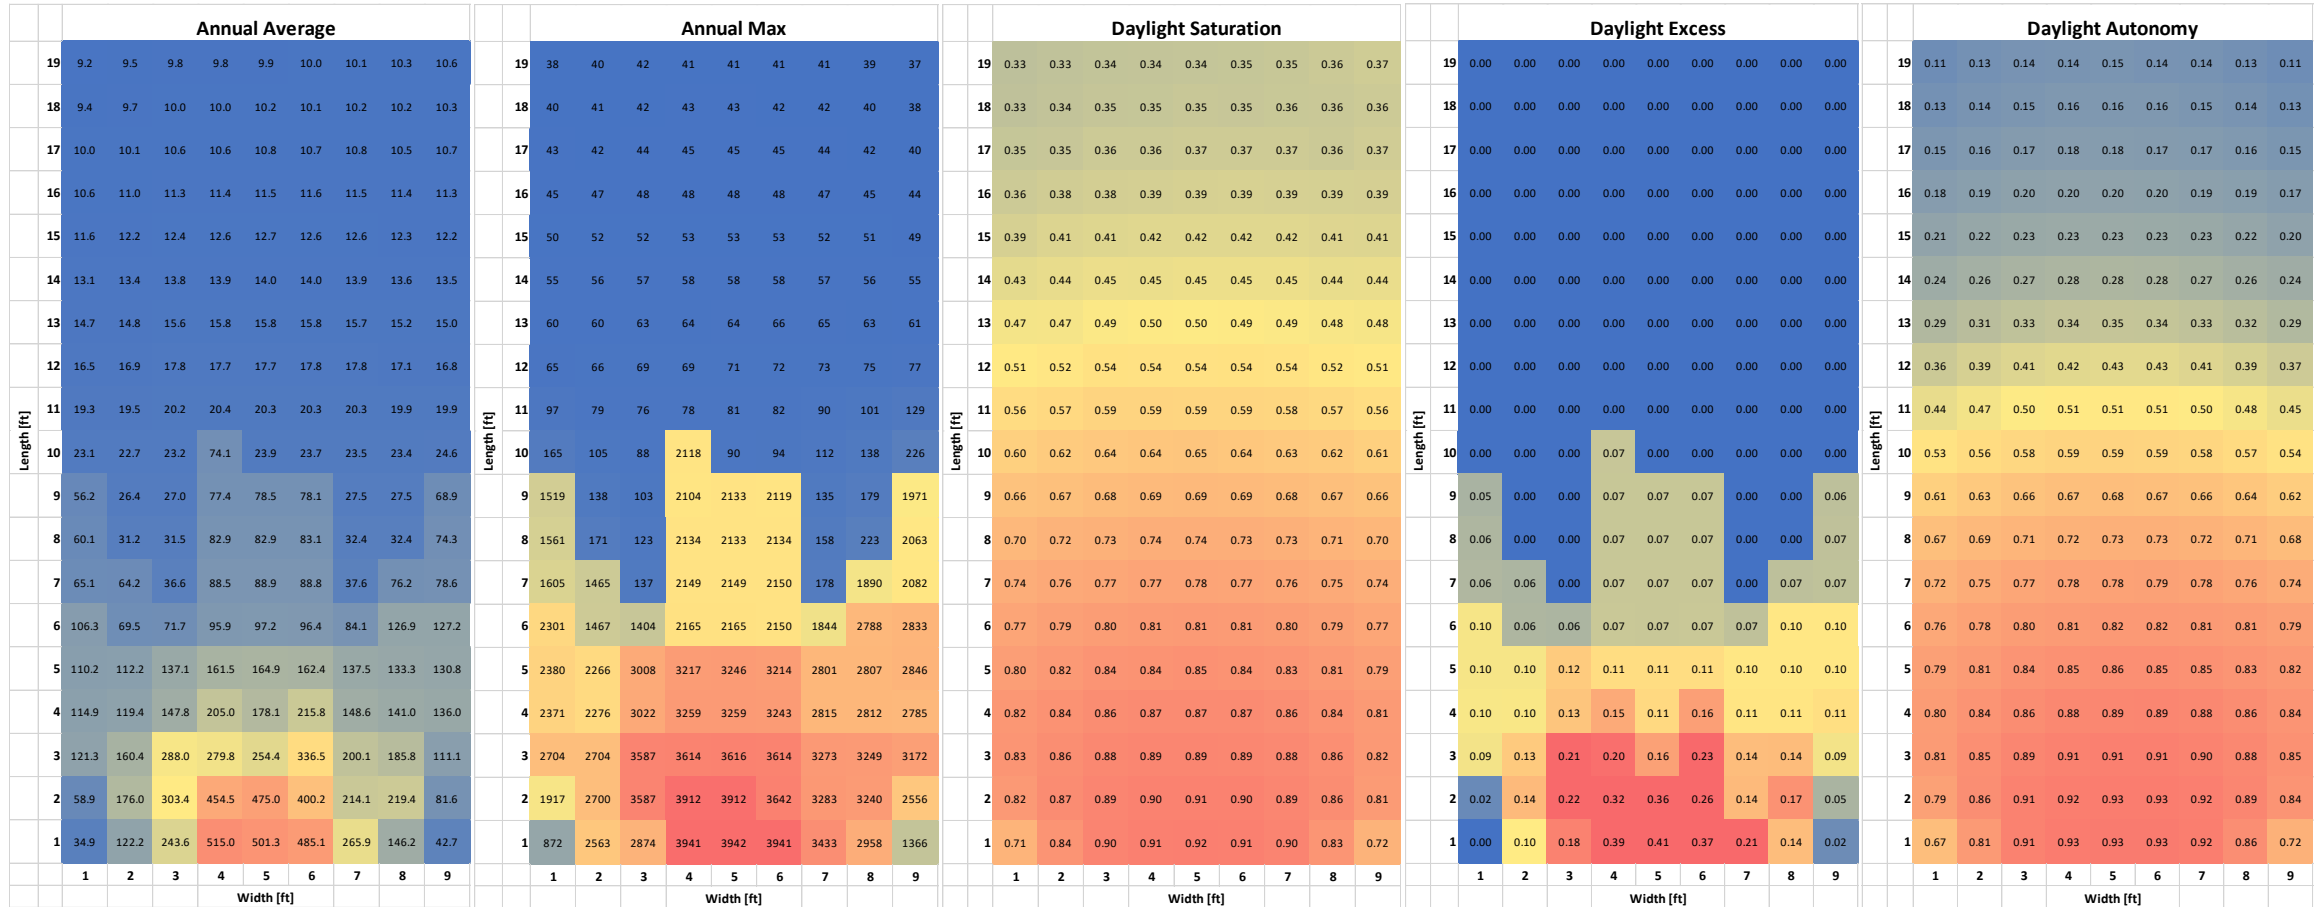 Annual Average Annual Max Daylight Saturation Daylight Excess Daylight Autonomy
19 9.2 9.5 9.8 9.8 9.9 10.0 10.1 10.3 10.6 19 38 40 42 41 41 41 41 39 37 19 0.33 0.33 0.34 0.34 0.34 0.35 0.35 0.36 0.37 19 0.00 0.00 0.00 0.00 0.00 0.00 0.00 0.00 0.00 19 0.11 0.13 0.14 0.14 0.15 0.14 0.14 0.13 0.11
18 9.4 9.7 10.0 10.0 10.2 10.1 10.2 10.2 10.3 18 40 41 42 43 43 42 42 40 38 18 0.33 0.34 0.35 0.35 0.35 0.35 0.36 0.36 0.36 18 0.00 0.00 0.00 0.00 0.00 0.00 0.00 0.00 0.00 18 0.13 0.14 0.15 0.16 0.16 0.16 0.15 0.14 0.13
17 10.0 10.1 10.6 10.6 10.8 10.7 10.8 10.5 10.7 17 43 42 44 45 45 45 44 42 40 17 0.35 0.35 0.36 0.36 0.37 0.37 0.37 0.36 0.37 17 0.00 0.00 0.00 0.00 0.00 0.00 0.00 0.00 0.00 17 0.15 0.16 0.17 0.18 0.18 0.17 0.17 0.16 0.15
16 10.6 11.0 11.3 11.4 11.5 11.6 11.5 11.4 11.3 16 45 47 48 48 48 48 47 45 44 16 0.36 0.38 0.38 0.39 0.39 0.39 0.39 0.39 0.39 16 0.00 0.00 0.00 0.00 0.00 0.00 0.00 0.00 0.00 16 0.18 0.19 0.20 0.20 0.20 0.20 0.19 0.19 0.17
15 11.6 12.2 12.4 12.6 12.7 12.6 12.6 12.3 12.2 15 50 52 52 53 53 53 52 51 49 15 0.39 0.41 0.41 0.42 0.42 0.42 0.42 0.41 0.41 15 0.00 0.00 0.00 0.00 0.00 0.00 0.00 0.00 0.00 15 0.21 0.22 0.23 0.23 0.23 0.23 0.23 0.22 0.20
14 13.1 13.4 13.8 13.9 14.0 14.0 13.9 13.6 13.5 14 55 56 57 58 58 58 57 56 55 14 0.43 0.44 0.45 0.45 0.45 0.45 0.45 0.44 0.44 14 0.00 0.00 0.00 0.00 0.00 0.00 0.00 0.00 0.00 14 0.24 0.26 0.27 0.28 0.28 0.28 0.27 0.26 0.24
13 14.7 14.8 15.6 15.8 15.8 15.8 15.7 15.2 15.0 13 60 60 63 64 64 66 65 63 61 13 0.47 0.47 0.49 0.50 0.50 0.49 0.49 0.48 0.48 13 0.00 0.00 0.00 0.00 0.00 0.00 0.00 0.00 0.00 13 0.29 0.31 0.33 0.34 0.35 0.34 0.33 0.32 0.29
12 16.5 16.9 17.8 17.7 17.7 17.8 17.8 17.1 16.8 12 65 66 69 69 71 72 73 75 77 12 0.51 0.52 0.54 0.54 0.54 0.54 0.54 0.52 0.51 12 0.00 0.00 0.00 0.00 0.00 0.00 0.00 0.00 0.00 12 0.36 0.39 0.41 0.42 0.43 0.43 0.41 0.39 0.37
11 19.3 19.5 20.2 20.4 20.3 20.3 20.3 19.9 19.9 11 97 79 76 78 81 82 90 101 129 11 0.56 0.57 0.59 0.59 0.59 0.59 0.58 0.57 0.56 11 0.00 0.00 0.00 0.00 0.00 0.00 0.00 0.00 0.00 11 0.44 0.47 0.50 0.51 0.51 0.51 0.50 0.48 0.45
Length [ft] Length [ft] Length [ft] Length [ft] Length [ft]
10 23.1 22.7 23.2 74.1 23.9 23.7 23.5 23.4 24.6 10 165 105 88 2118 90 94 112 138 226 10 0.60 0.62 0.64 0.64 0.65 0.64 0.63 0.62 0.61 10 0.00 0.00 0.00 0.07 0.00 0.00 0.00 0.00 0.00 10 0.53 0.56 0.58 0.59 0.59 0.59 0.58 0.57 0.54
9 56.2 26.4 27.0 77.4 78.5 78.1 27.5 27.5 68.9 9 1519 138 103 2104 2133 2119 135 179 1971 9 0.66 0.67 0.68 0.69 0.69 0.69 0.68 0.67 0.66 9 0.05 0.00 0.00 0.07 0.07 0.07 0.00 0.00 0.06 9 0.61 0.63 0.66 0.67 0.68 0.67 0.66 0.64 0.62
8 60.1 31.2 31.5 82.9 82.9 83.1 32.4 32.4 74.3 8 1561 171 123 2134 2133 2134 158 223 2063 8 0.70 0.72 0.73 0.74 0.74 0.73 0.73 0.71 0.70 8 0.06 0.00 0.00 0.07 0.07 0.07 0.00 0.00 0.07 8 0.67 0.69 0.71 0.72 0.73 0.73 0.72 0.71 0.68
7 65.1 64.2 36.6 88.5 88.9 88.8 37.6 76.2 78.6 7 1605 1465 137 2149 2149 2150 178 1890 2082 7 0.74 0.76 0.77 0.77 0.78 0.77 0.76 0.75 0.74 7 0.06 0.06 0.00 0.07 0.07 0.07 0.00 0.07 0.07 7 0.72 0.75 0.77 0.78 0.78 0.79 0.78 0.76 0.74
6 106.3 69.5 71.7 95.9 97.2 96.4 84.1 126.9 127.2 6 2301 1467 1404 2165 2165 2150 1844 2788 2833 6 0.77 0.79 0.80 0.81 0.81 0.81 0.80 0.79 0.77 6 0.10 0.06 0.06 0.07 0.07 0.07 0.07 0.10 0.10 6 0.76 0.78 0.80 0.81 0.82 0.82 0.81 0.81 0.79
5 110.2 112.2 137.1 161.5 164.9 162.4 137.5 133.3 130.8 5 2380 2266 3008 3217 3246 3214 2801 2807 2846 5 0.80 0.82 0.84 0.84 0.85 0.84 0.83 0.81 0.79 5 0.10 0.10 0.12 0.11 0.11 0.11 0.10 0.10 0.10 5 0.79 0.81 0.84 0.85 0.86 0.85 0.85 0.83 0.82
4 114.9 119.4 147.8 205.0 178.1 215.8 148.6 141.0 136.0 4 2371 2276 3022 3259 3259 3243 2815 2812 2785 4 0.82 0.84 0.86 0.87 0.87 0.87 0.86 0.84 0.81 4 0.10 0.10 0.13 0.15 0.11 0.16 0.11 0.11 0.11 4 0.80 0.84 0.86 0.88 0.89 0.89 0.88 0.86 0.84
3 121.3 160.4 288.0 279.8 254.4 336.5 200.1 185.8 111.1 3 2704 2704 3587 3614 3616 3614 3273 3249 3172 3 0.83 0.86 0.88 0.89 0.89 0.89 0.88 0.86 0.82 3 0.09 0.13 0.21 0.20 0.16 0.23 0.14 0.14 0.09 3 0.81 0.85 0.89 0.91 0.91 0.91 0.90 0.88 0.85
2 58.9 176.0 303.4 454.5 475.0 400.2 214.1 219.4 81.6 2 1917 2700 3587 3912 3912 3642 3283 3240 2556 2 0.82 0.87 0.89 0.90 0.91 0.90 0.89 0.86 0.81 2 0.02 0.14 0.22 0.32 0.36 0.26 0.14 0.17 0.05 2 0.79 0.86 0.91 0.92 0.93 0.93 0.92 0.89 0.84
1 34.9 122.2 243.6 515.0 501.3 485.1 265.9 146.2 42.7 1 872 2563 2874 3941 3942 3941 3433 2958 1366 1 0.71 0.84 0.90 0.91 0.92 0.91 0.90 0.83 0.72 1 0.00 0.10 0.18 0.39 0.41 0.37 0.21 0.14 0.02 1 0.67 0.81 0.91 0.93 0.93 0.93 0.92 0.86 0.72
1 2 3 4 5 6 7 8 9 1 2 3 4 5 6 7 8 9 1 2 3 4 5 6 7 8 9 1 2 3 4 5 6 7 8 9 1 2 3 4 5 6 7 8 9
Width [ft] Width [ft] Width [ft] Width [ft] Width [ft]